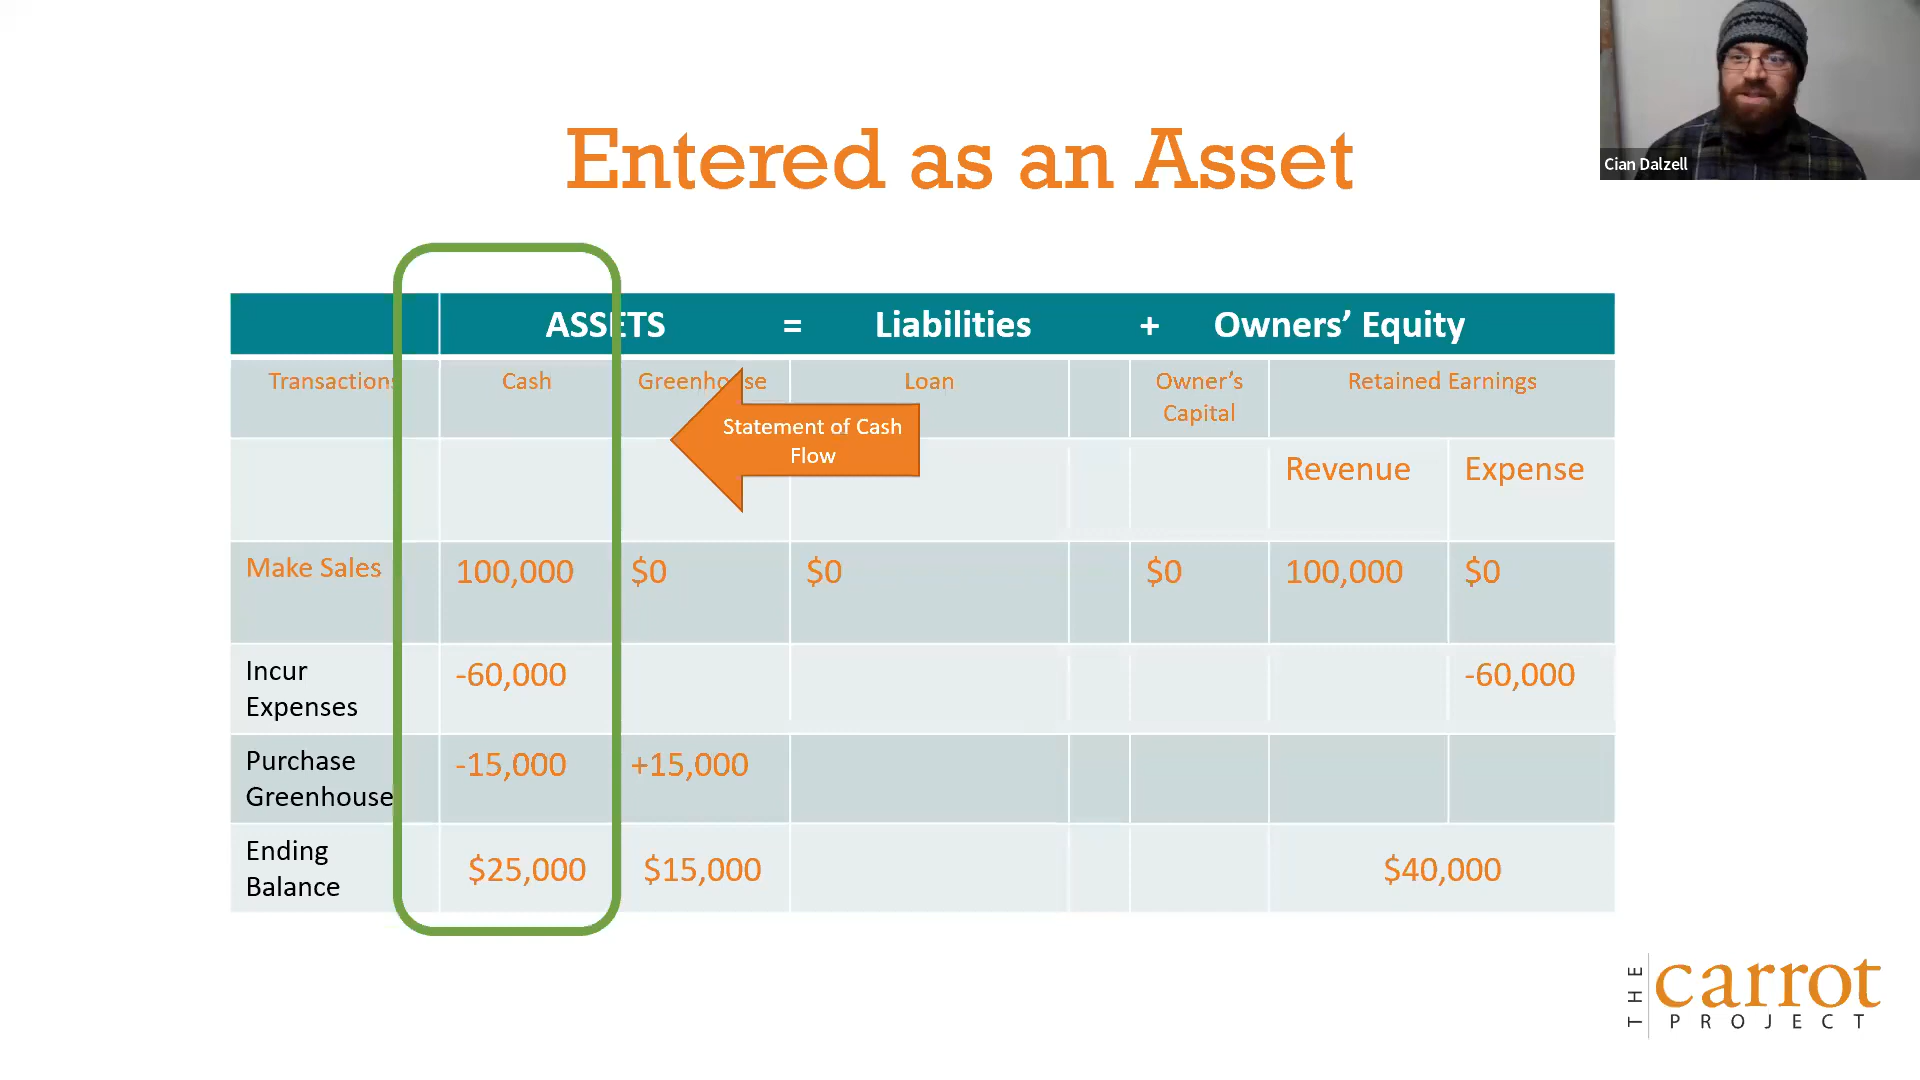 Cian Dalzell
Entered as an Asset
ASSETS = Liabilities + Owners’ Equity
Transactions Cash Greenhouse Loan Owner’s Capital Retained Earnings
Statement of Cash
Flow
Revenue Expense
Make Sales 100,000 $0 $0 $0 100,000 $0
Incur Expenses -60,000 -60,000
Purchase Greenhouse -15,000 +15,000
Ending Balance $25,000 $15,000 $40,000
THE
carrot
PROJECT